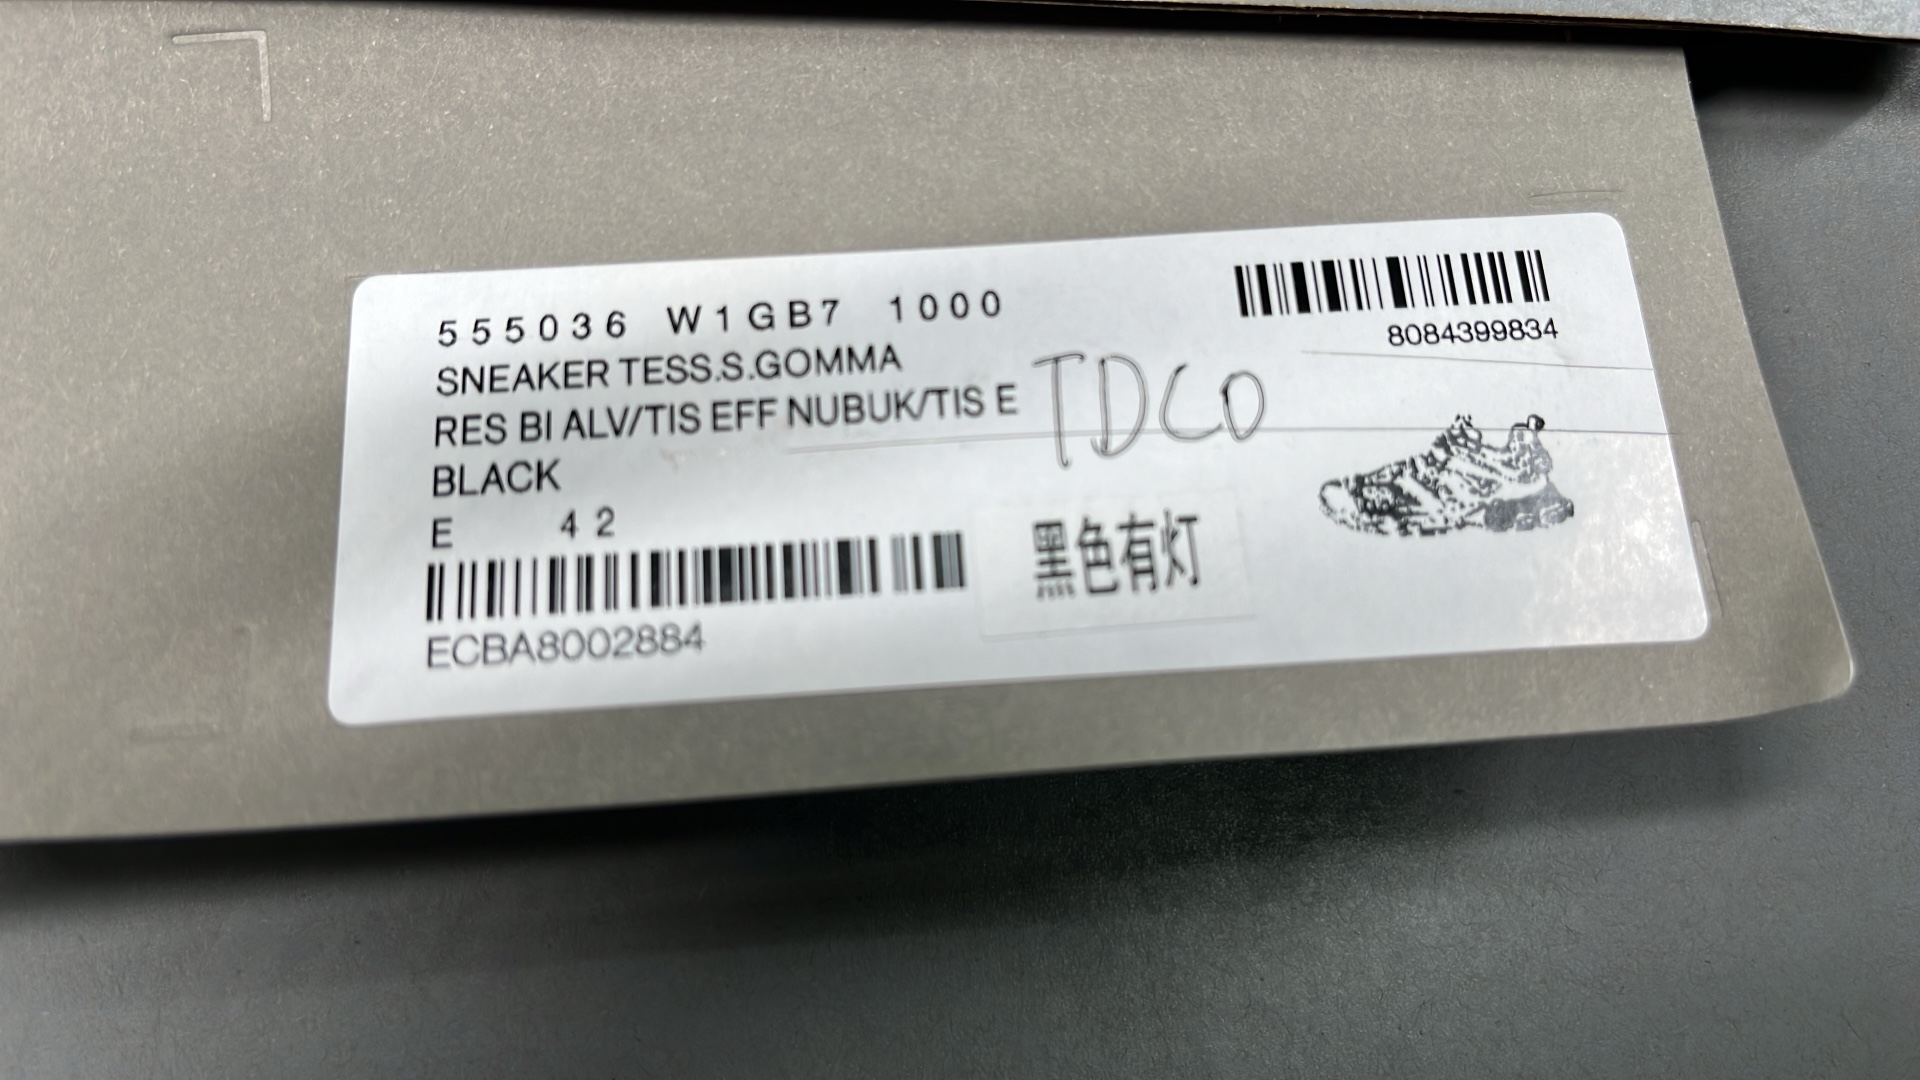 555036 W1GB7 1000
8084399834
SNEAKER TESS.S.GOMMA
RES BI ALV/TIS EFF NUBUK/TIS E
TDCO
BLACK
E 42
黑色有灯
ECBA8002884